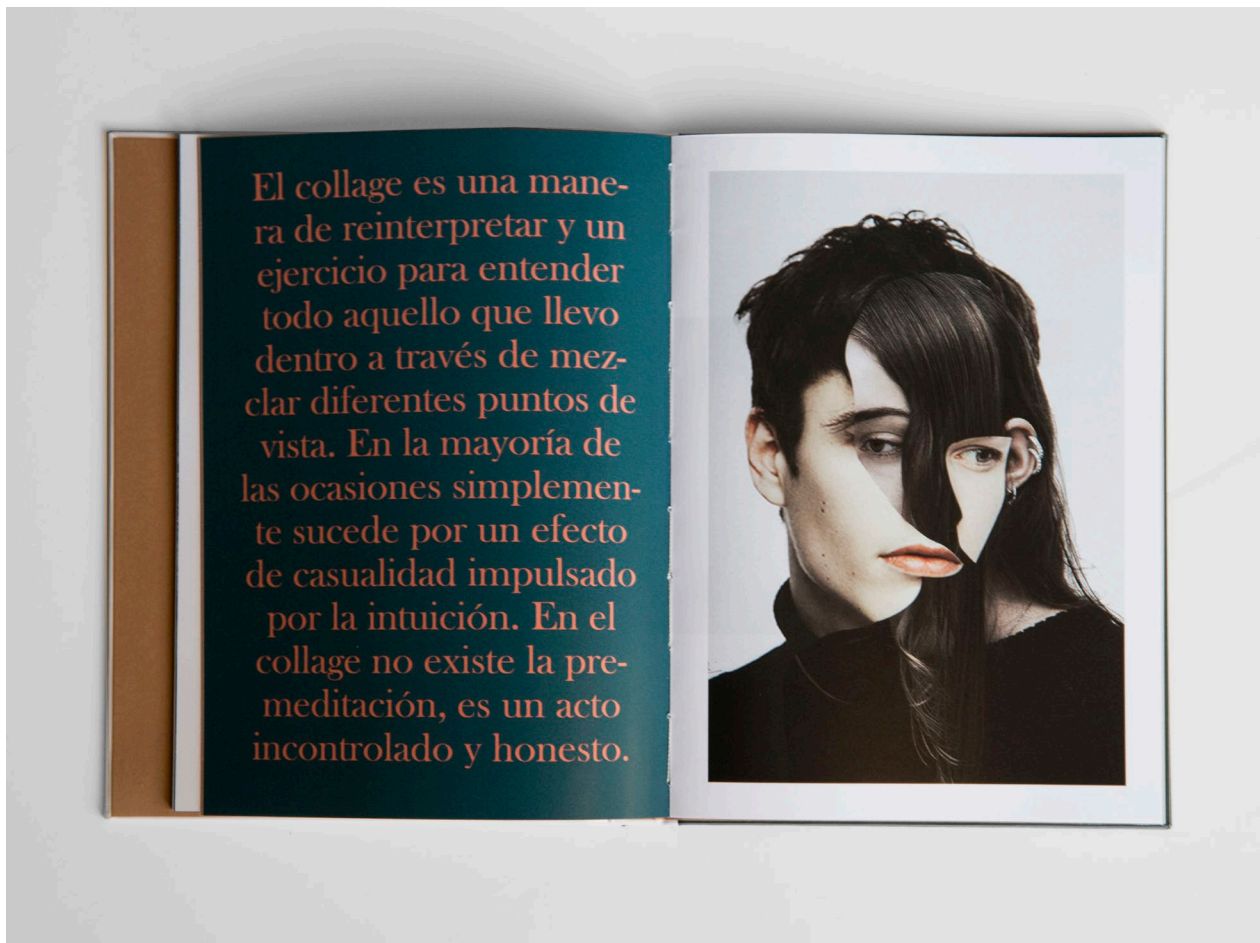 El collage es una mane-
ra de reinterpretar y un
ejercicio para entender
todo aquello que llevo
dentro a través de mez-
clar diferentes puntos de
vista. En la mayoría de
las ocasiones simplemen-
te sucede por un efecto
de casualidad impulsado
por la intuición. En el
collage no existe la pre-
meditación, es un acto
incontrolado y honesto.